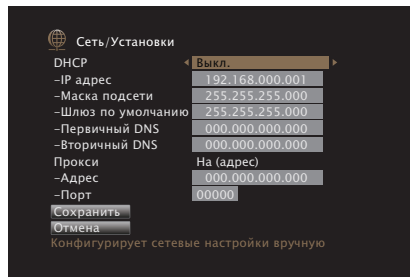 Сеть/Установки
DHCP Выкл.
–IP адрес 192.168.000.001
–Маска подсети 255.255.255.000
–Шлюз по умолчанию 255.255.255.000
–Первичный DNS 000.000.000.000
–Вторичный DNS 000.000.000.000
Прокси На (адрес)
–Адрес 000.000.000.000
–Порт 00000
Сохранить
Отмена
Конфигурирует сетевые настройки вручную